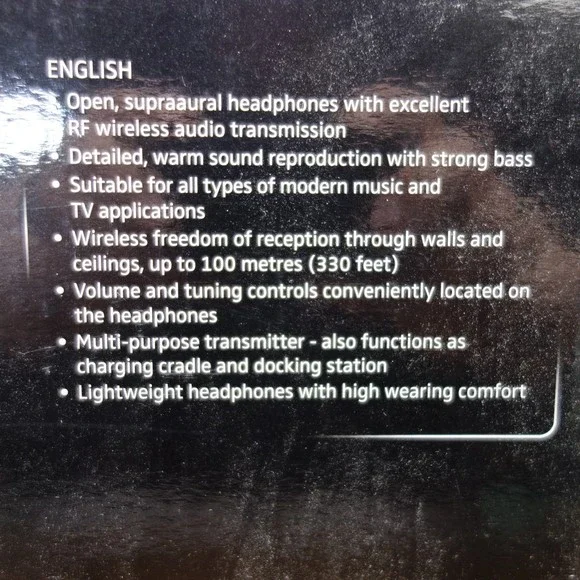 ENGLISH
Open, supraaural headphones with excellent
RF wireless audio transmission
• Detailed, warm sound reproduction with strong bass
• Suitable for all types of modern music and
TV applications
• Wireless freedom of reception through walls and
ceilings, up to 100 metres (330 feet)
• Volume and tuning controls conveniently located on
the headphones
• Multi-purpose transmitter - also functions as
charging cradle and docking station
• Lightweight headphones with high wearing comfort